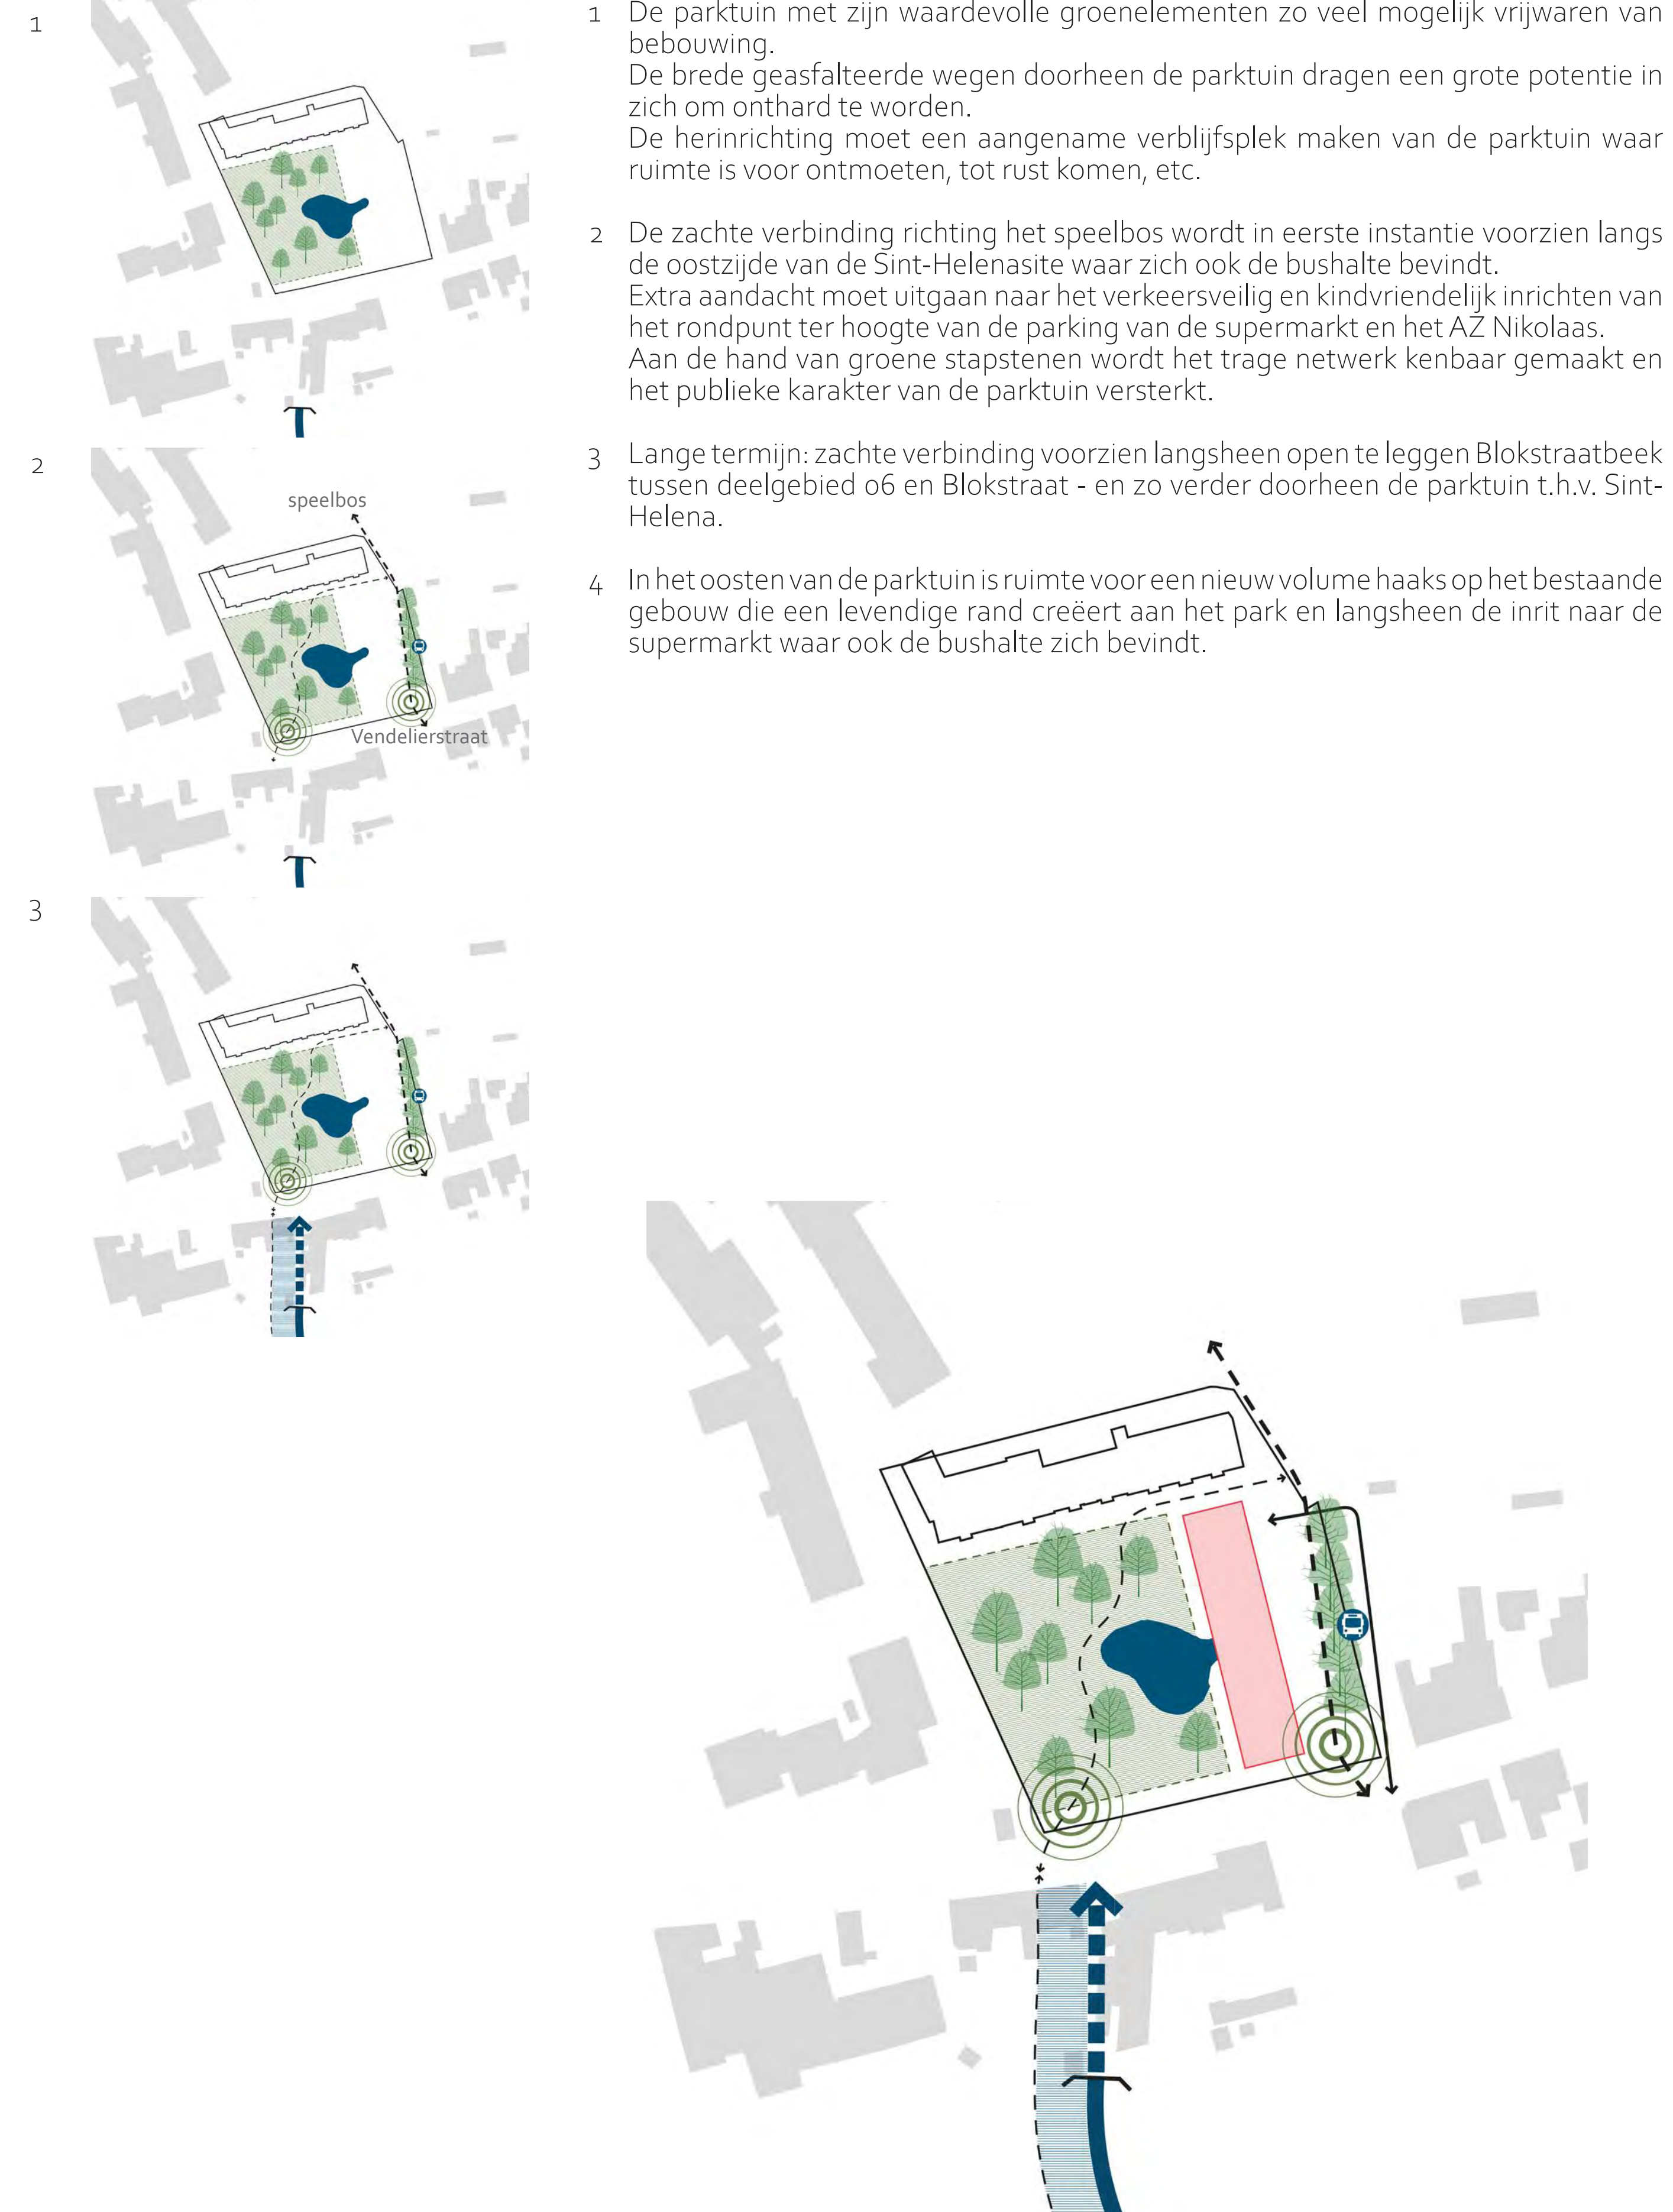 1
1 De parktuin met zijn waardevolle groenelementen zo veel mogelijk vrijwaren van
bebouwing.
De brede geasfalteerde wegen doorheen de parktuin dragen een grote potentie in
zich om onthard te worden.
De herinrichting moet een aangename verblijfsplek maken van de parktuin waar
ruimte is voor ontmoeten, tot rust komen, etc.
2 De zachte verbinding richting het speelbos wordt in eerste instantie voorzien langs
de oostzijde van de Sint-Helenasite waar zich ook de bushalte bevindt.
Extra aandacht moet uitgaan naar het verkeersveilig en kindvriendelijk inrichten van
het rondpunt ter hoogte van de parking van de supermarkt en het AZ Nikolaas.
Aan de hand van groene stapstenen wordt het trage netwerk kenbaar gemaakt en
het publieke karakter van de parktuin versterkt.
3 Lange termijn: zachte verbinding voorzien langsheen open te leggen Blokstraatbeek
tussen deelgebied 06 en Blokstraat - en zo verder doorheen de parktuin t.h.v. Sint-
Helena.
4 In het oosten van de parktuin is ruimte voor een nieuw volume haaks op het bestaande
gebouw die een levendige rand creëert aan het park en langsheen de inrit naar de
supermarkt waar ook de bushalte zich bevindt.
2
speelbos
Vendelierstraat
3